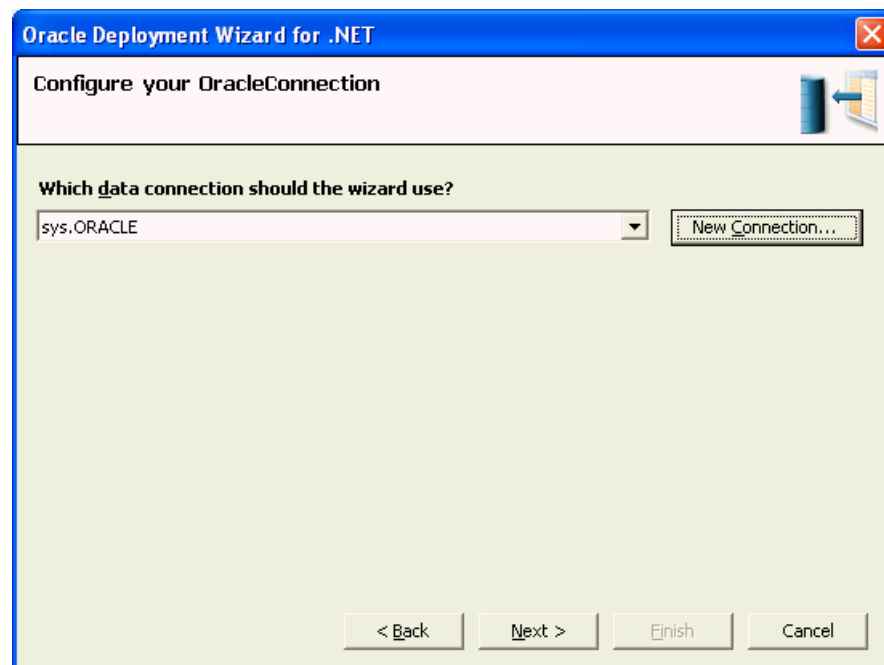 Oracle Deployment Wizard for .NET
Configure your OracleConnection
Which data connection should the wizard use?
sys.ORACLE
New Connection...
< Back Next > Finish Cancel